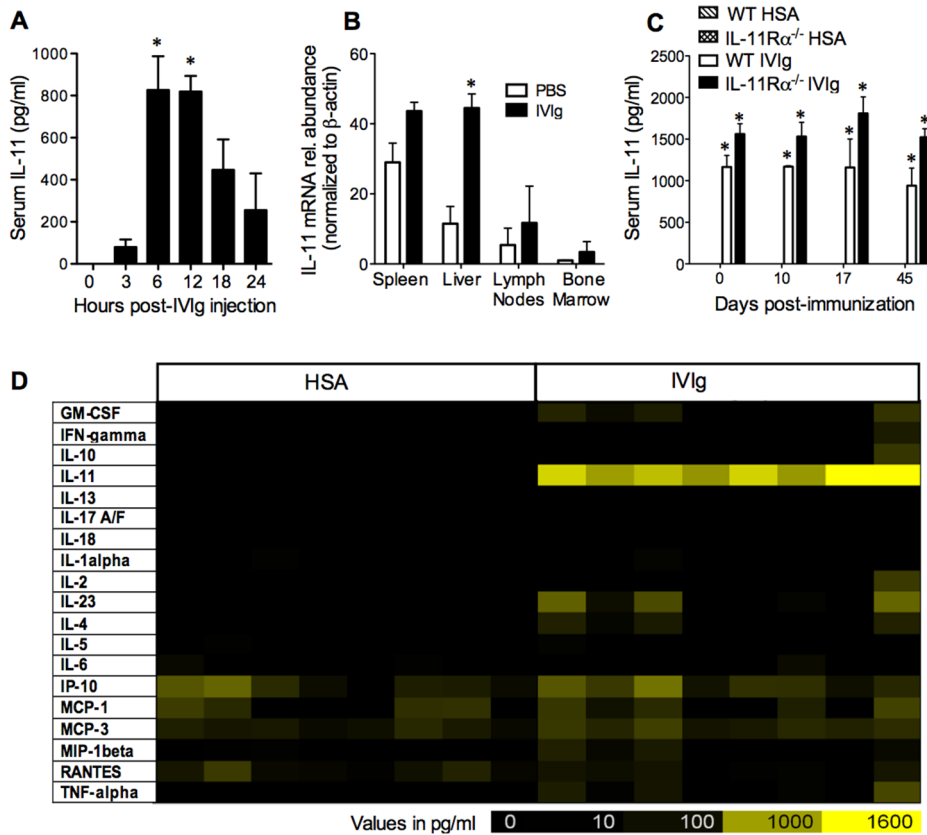 A
Serum IL-11 (pg/ml)
1000
800
600
400
200
0
*
*
0 3 6 12 18 24
Hours post-IVIg injection
B
IL-11 mRNA rel. abundance
(normalized to β-actin)
60
40
20
0
*
PBS
IVIg
Spleen Liver Lymph Nodes Bone Marrow
C
WT HSA
IL-11Rα-/- HSA
WT IVIg
IL-11Rα-/- IVIg
Serum IL-11 (pg/ml)
2500
2000
1500
1000
500
0
* * * * * * * *
0 10 17 45
Days post-immunization
D
HSA IVIg
GM-CSF
IFN-gamma
IL-10
IL-11
IL-13
IL-17 A/F
IL-18
IL-1alpha
IL-2
IL-23
IL-4
IL-5
IL-6
IP-10
MCP-1
MCP-3
MIP-1beta
RANTES
TNF-alpha
Values in pg/ml 0 10 100 1000 1600